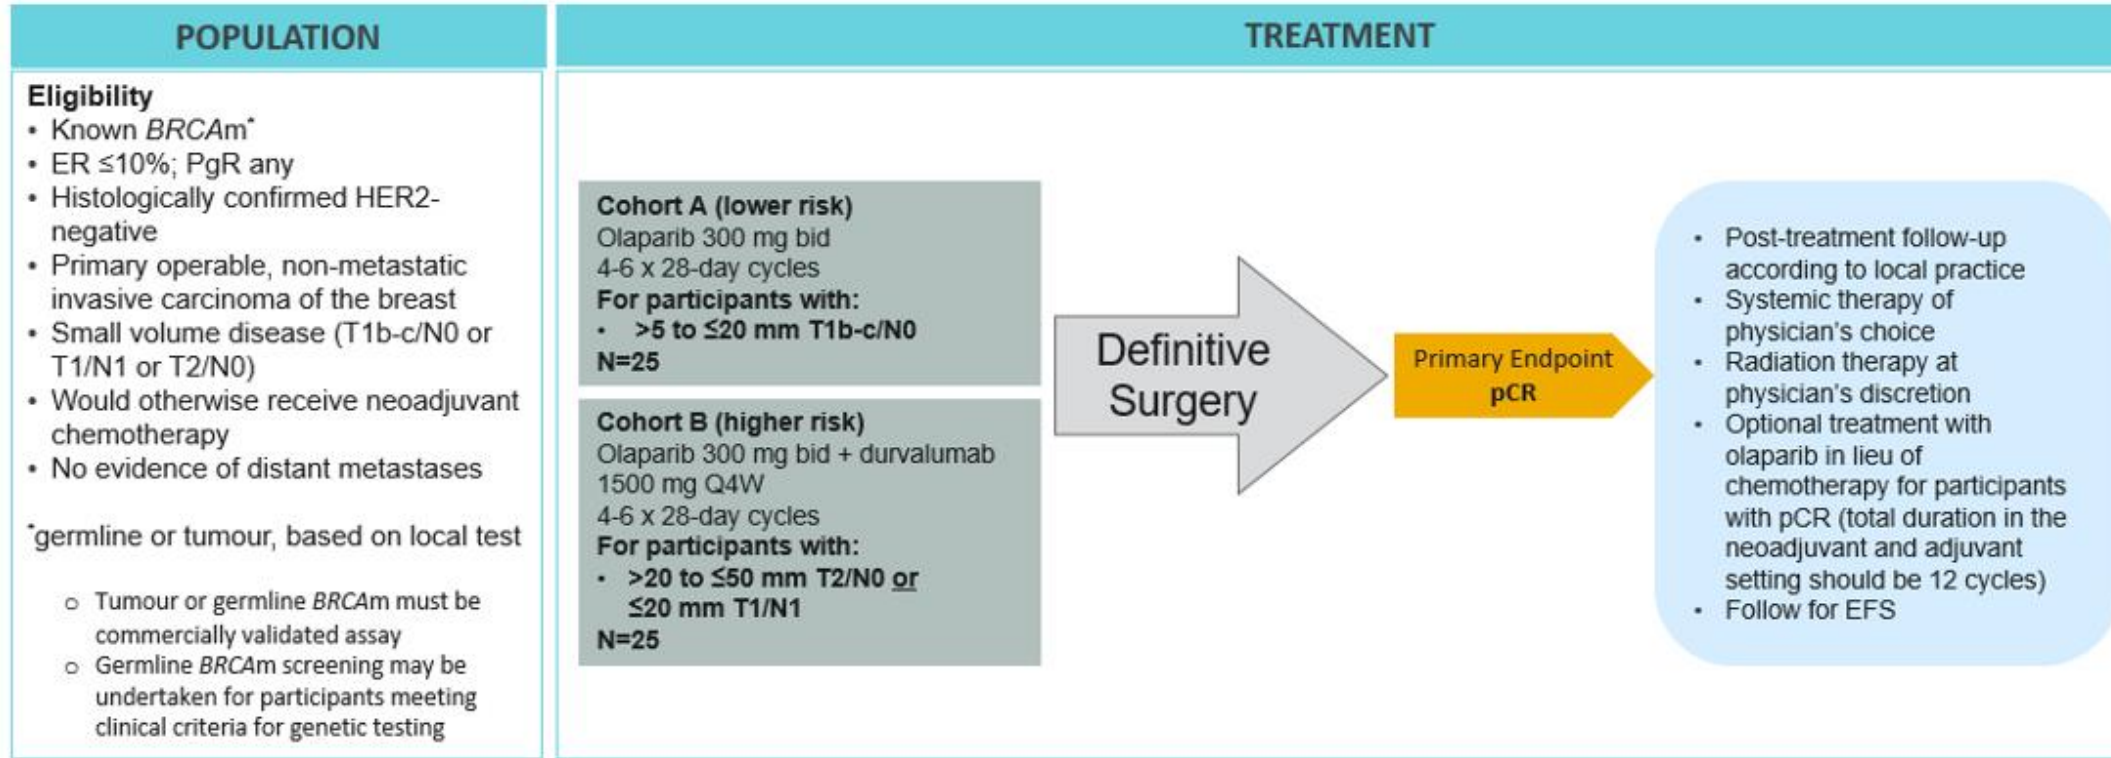 POPULATION
Eligibility
• Known BRCAm*
• ER ≤10%; PgR any
• Histologically confirmed HER2-
negative
• Primary operable, non-metastatic
invasive carcinoma of the breast
• Small volume disease (T1b-c/N0 or
T1/N1 or T2/N0)
• Would otherwise receive neoadjuvant
chemotherapy
• No evidence of distant metastases
*germline or tumour, based on local test
o Tumour or germline BRCAm must be
commercially validated assay
o Germline BRCAm screening may be
undertaken for participants meeting
clinical criteria for genetic testing
TREATMENT
Cohort A (lower risk)
Olaparib 300 mg bid
4-6 x 28-day cycles
For participants with:
• >5 to ≤20 mm T1b-c/N0
N=25
Cohort B (higher risk)
Olaparib 300 mg bid + durvalumab
1500 mg Q4W
4-6 x 28-day cycles
For participants with:
• >20 to ≤50 mm T2/N0 or
≤20 mm T1/N1
N=25
Definitive
Surgery
Primary Endpoint
pCR
• Post-treatment follow-up
according to local practice
• Systemic therapy of
physician's choice
• Radiation therapy at
physician's discretion
• Optional treatment with
olaparib in lieu of
chemotherapy for participants
with pCR (total duration in the
neoadjuvant and adjuvant
setting should be 12 cycles)
• Follow for EFS